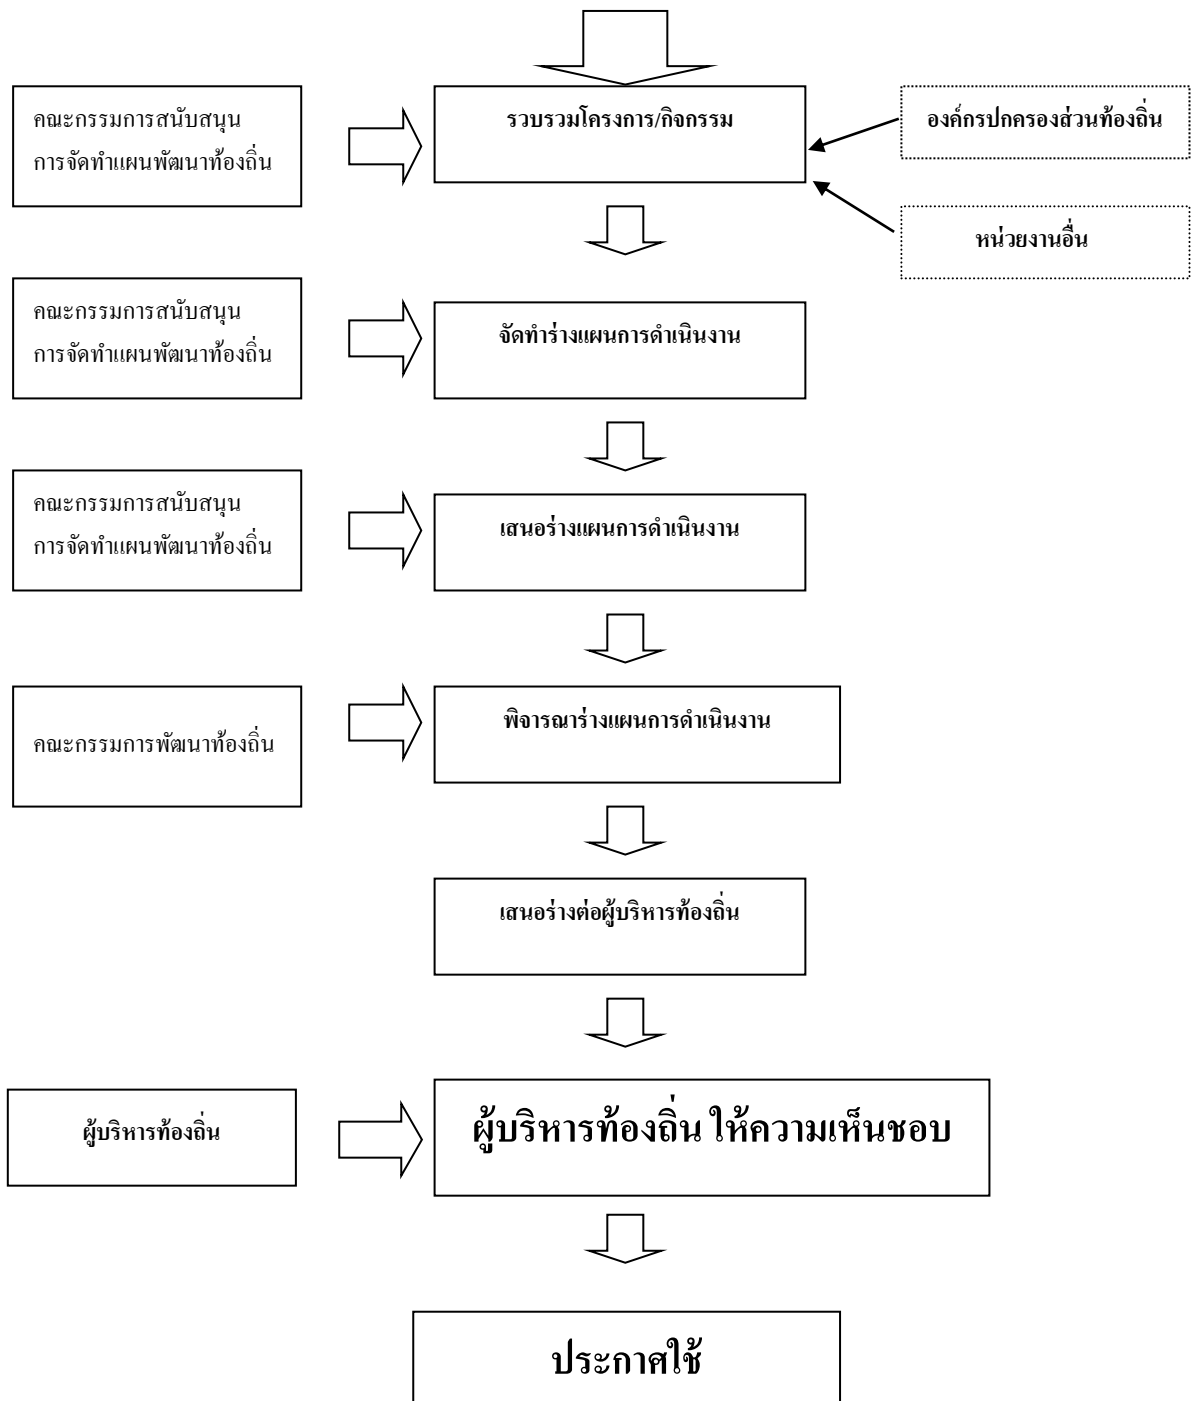 คณะกรรมการสนับสนุน
การจัดทำแผนพัฒนาท้องถิ่น
รวบรวมโครงการ/กิจกรรม
องค์กรปกครองส่วนท้องถิ่น
หน่วยงานอื่น
คณะกรรมการสนับสนุน
การจัดทำแผนพัฒนาท้องถิ่น
จัดทำร่างแผนการดำเนินงาน
คณะกรรมการสนับสนุน
การจัดทำแผนพัฒนาท้องถิ่น
เสนอร่างแผนการดำเนินงาน
คณะกรรมการพัฒนาท้องถิ่น
พิจารณาร่างแผนการดำเนินงาน
เสนอร่างต่อผู้บริหารท้องถิ่น
ผู้บริหารท้องถิ่น
ผู้บริหารท้องถิ่น ให้ความเห็นชอบ
ประกาศใช้